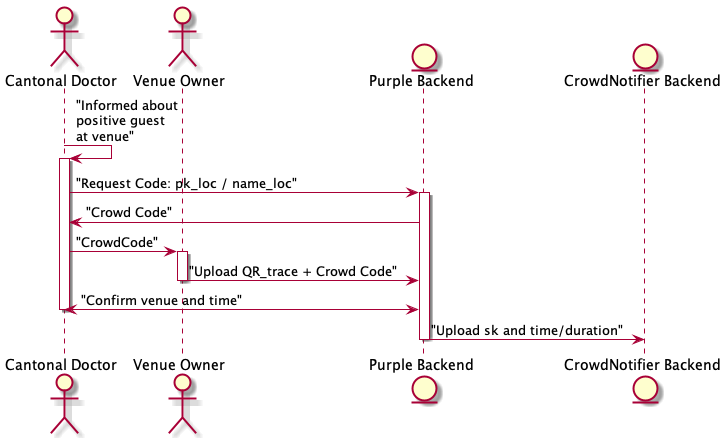 Cantonal Doctor
Venue Owner
Purple Backend
CrowdNotifier Backend
"Informed about
positive guest
at venue"
"Request Code: pk_loc / name_loc"
"Crowd Code"
"CrowdCode"
"Upload QR_trace + Crowd Code"
"Confirm venue and time"
"Upload sk and time/duration"
Cantonal Doctor
Venue Owner
Purple Backend
CrowdNotifier Backend